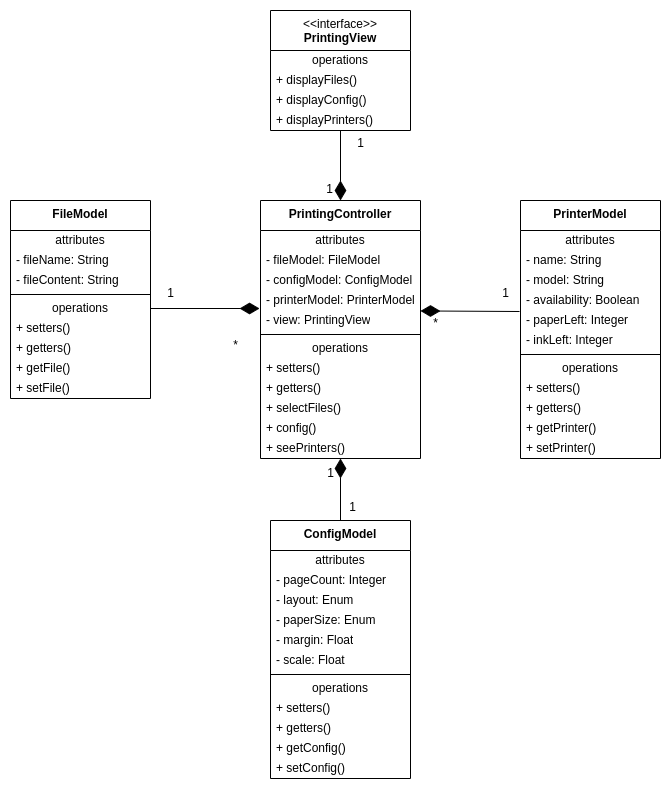 <<interface>>
PrintingView
operations
+ displayFiles()
+ displayConfig()
+ displayPrinters()
1
1
FileModel
attributes
- fileName: String
- fileContent: String
operations
+ setters()
+ getters()
+ getFile()
+ setFile()
1
*
PrintingController
attributes
- fileModel: FileModel
- configModel: ConfigModel
- printerModel: PrinterModel
- view: PrintingView
operations
+ setters()
+ getters()
+ selectFiles()
+ config()
+ seePrinters()
1
*
PrinterModel
attributes
- name: String
- model: String
- availability: Boolean
- paperLeft: Integer
- inkLeft: Integer
operations
+ setters()
+ getters()
+ getPrinter()
+ setPrinter()
1
1
ConfigModel
attributes
- pageCount: Integer
- layout: Enum
- paperSize: Enum
- margin: Float
- scale: Float
operations
+ setters()
+ getters()
+ getConfig()
+ setConfig()